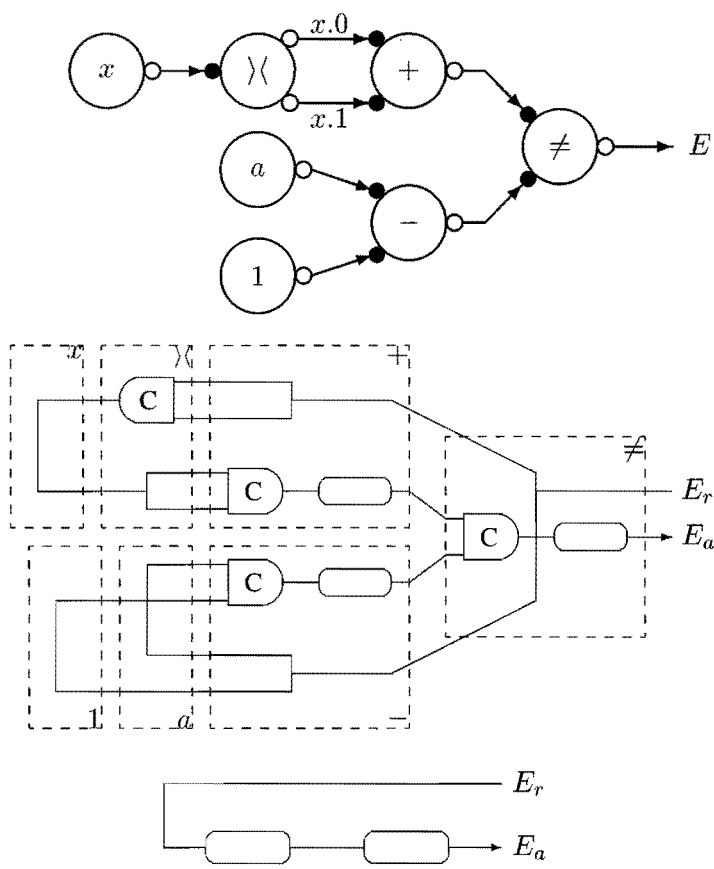 x.0
x )( + x.1
≠ E
a
−
1
x )( +
C
≠
C
E_r
C E_a
C
1 a −
E_r
E_a